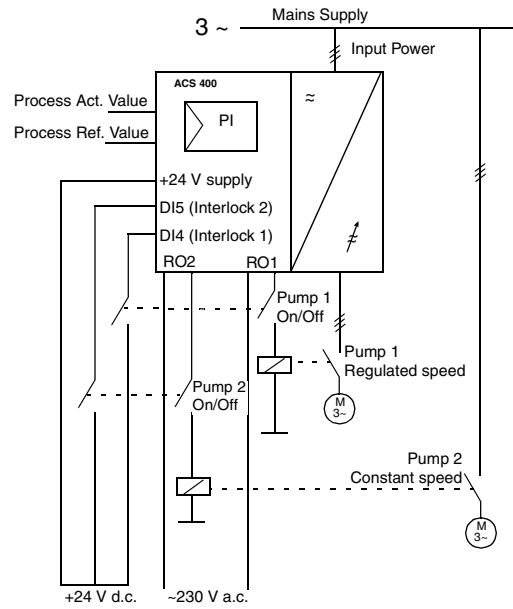 Mains Supply
3 ~
Input Power
ACS 400
≈
Process Act. Value
PI
Process Ref. Value
+24 V supply
DI5 (Interlock 2)
DI4 (Interlock 1)
RO2
RO1
Pump 1
On/Off
Pump 1
Regulated speed
Pump 2
On/Off
M
3~
Pump 2
Constant speed
M
3~
+24 V d.c.
~230 V a.c.